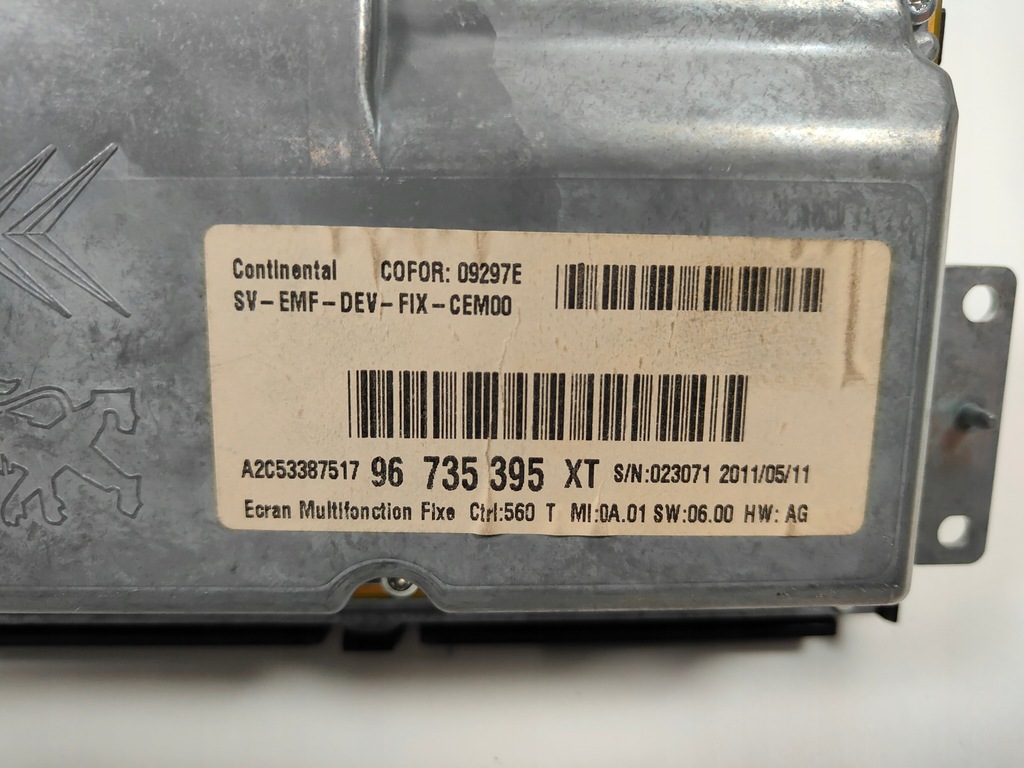 Continental COFOR: 09297E
SV-EMF-DEV-FIX-CEM00
A2C53387517 96 735 395 XT S/N:023071 2011/05/11
Ecran Multifonction Fixe Ctrl:560 T MI:0A.01 SW:06.00 HW: AG